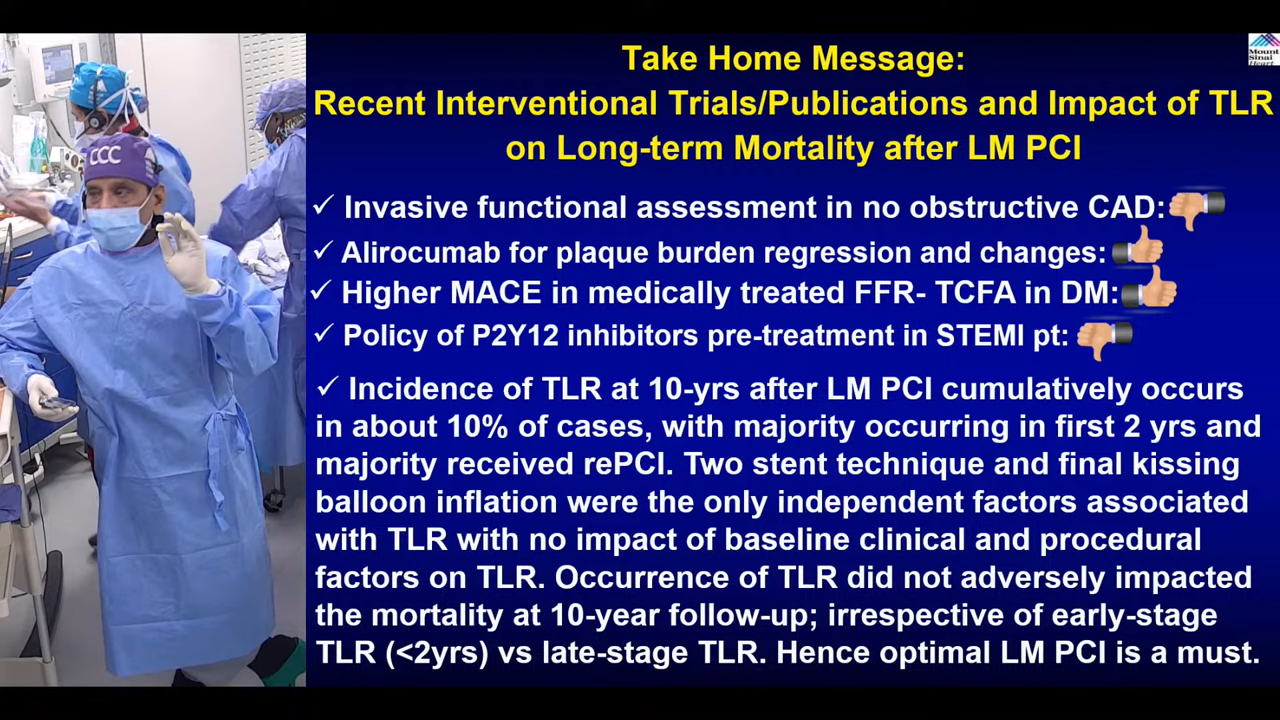 Take Home Message:
Mount
Sinai
Heart
Recent Interventional Trials/Publications and Impact of TLR
on Long-term Mortality after LM PCI
CCC
✓ Invasive functional assessment in no obstructive CAD:
✓ Alirocumab for plaque burden regression and changes:
✓ Higher MACE in medically treated FFR- TCFA in DM:
✓ Policy of P2Y12 inhibitors pre-treatment in STEMI pt:
✓ Incidence of TLR at 10-yrs after LM PCI cumulatively occurs
in about 10% of cases, with majority occurring in first 2 yrs and
majority received rePCI. Two stent technique and final kissing
balloon inflation were the only independent factors associated
with TLR with no impact of baseline clinical and procedural
factors on TLR. Occurrence of TLR did not adversely impacted
the mortality at 10-year follow-up; irrespective of early-stage
TLR (<2yrs) vs late-stage TLR. Hence optimal LM PCI is a must.